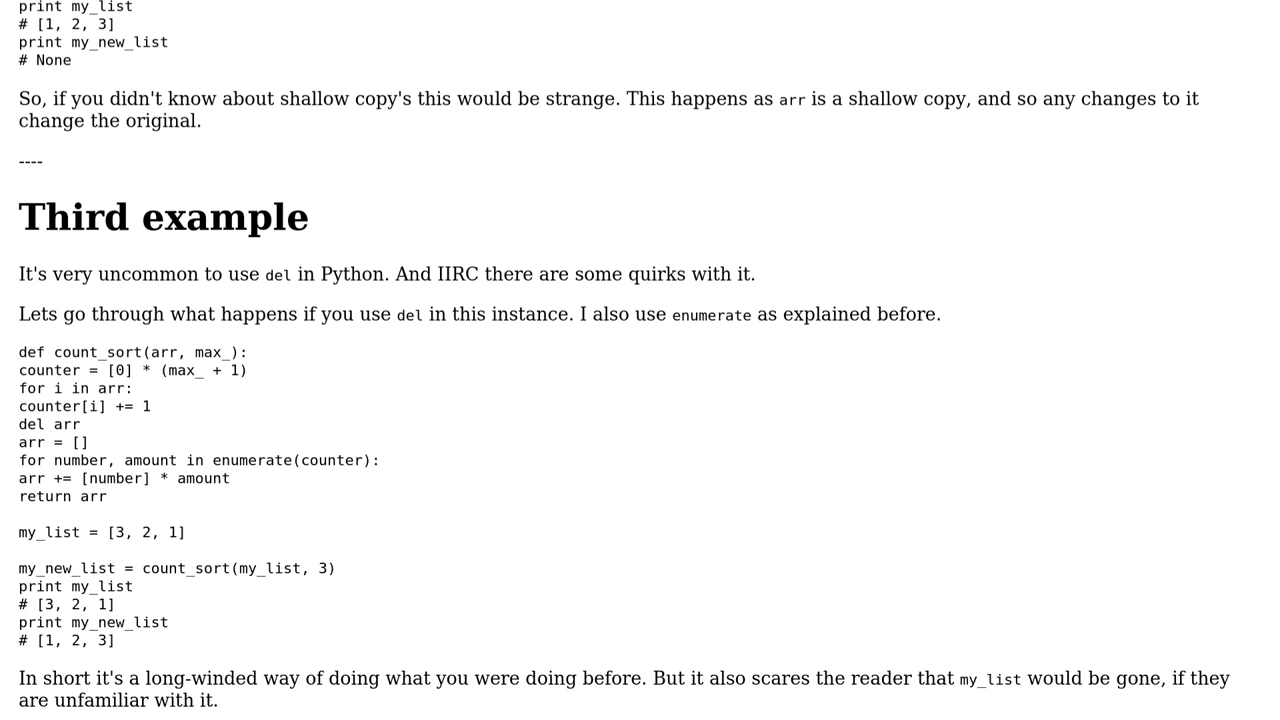 print my_list
# [1, 2, 3]
print my_new_list
# None
So, if you didn't know about shallow copy's this would be strange. This happens as arr is a shallow copy, and so any changes to it
change the original.
----
Third example
It's very uncommon to use del in Python. And IIRC there are some quirks with it.
Lets go through what happens if you use del in this instance. I also use enumerate as explained before.
def count_sort(arr, max_):
counter = [0] * (max_ + 1)
for i in arr:
counter[i] += 1
del arr
arr = []
for number, amount in enumerate(counter):
arr += [number] * amount
return arr
my_list = [3, 2, 1]
my_new_list = count_sort(my_list, 3)
print my_list
# [3, 2, 1]
print my_new_list
# [1, 2, 3]
In short it's a long-winded way of doing what you were doing before. But it also scares the reader that my_list would be gone, if they
are unfamiliar with it.